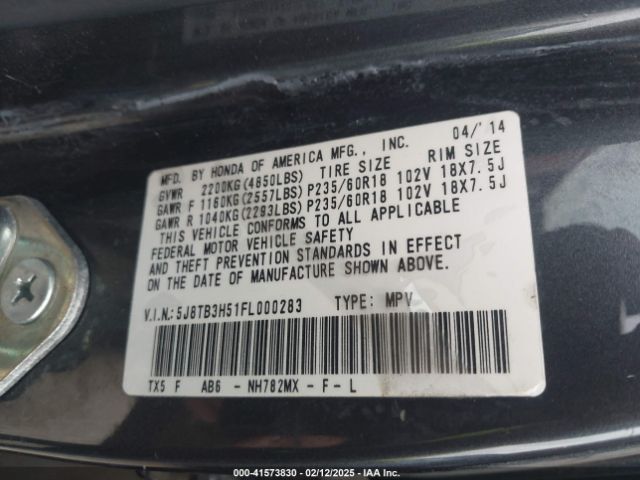 MFD. BY HONDA OF AMERICA MFG., INC. 04/'14
GVWR 2200KG(4850LBS) TIRE SIZE RIM SIZE
GAWR F 1160KG(2557LBS) P235/60R18 102V 18X7.5J
GAWR R 1040KG(2293LBS) P235/60R18 102V 18X7.5J
THIS VEHICLE CONFORMS TO ALL APPLICABLE
FEDERAL MOTOR VEHICLE SAFETY
AND THEFT PREVENTION STANDARDS IN EFFECT
ON THE DATE OF MANUFACTURE SHOWN ABOVE.
V.I.N.: 5J8TB3H51FL000283 TYPE: MPV
TX5 F AB6 - NH782MX - F - L
000-41573830 - 02/12/2025 - IAA Inc.